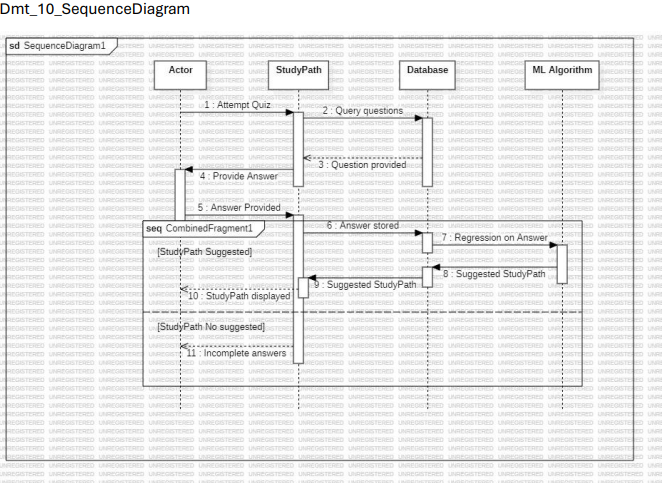 Dmt_10_SequenceDiagram
sd SequenceDiagram1
Actor
StudyPath
Database
ML Algorithm
1 : Attempt Quiz
2 : Query questions
3 : Question provided
4 : Provide Answer
5 : Answer Provided
seq CombinedFragment1
6 : Answer stored
7 : Regression on Answer
[StudyPath Suggested]
8 : Suggested StudyPath
9 : Suggested StudyPath
10 : StudyPath displayed
[StudyPath No suggested]
11 : Incomplete answers
UNREGISTERED